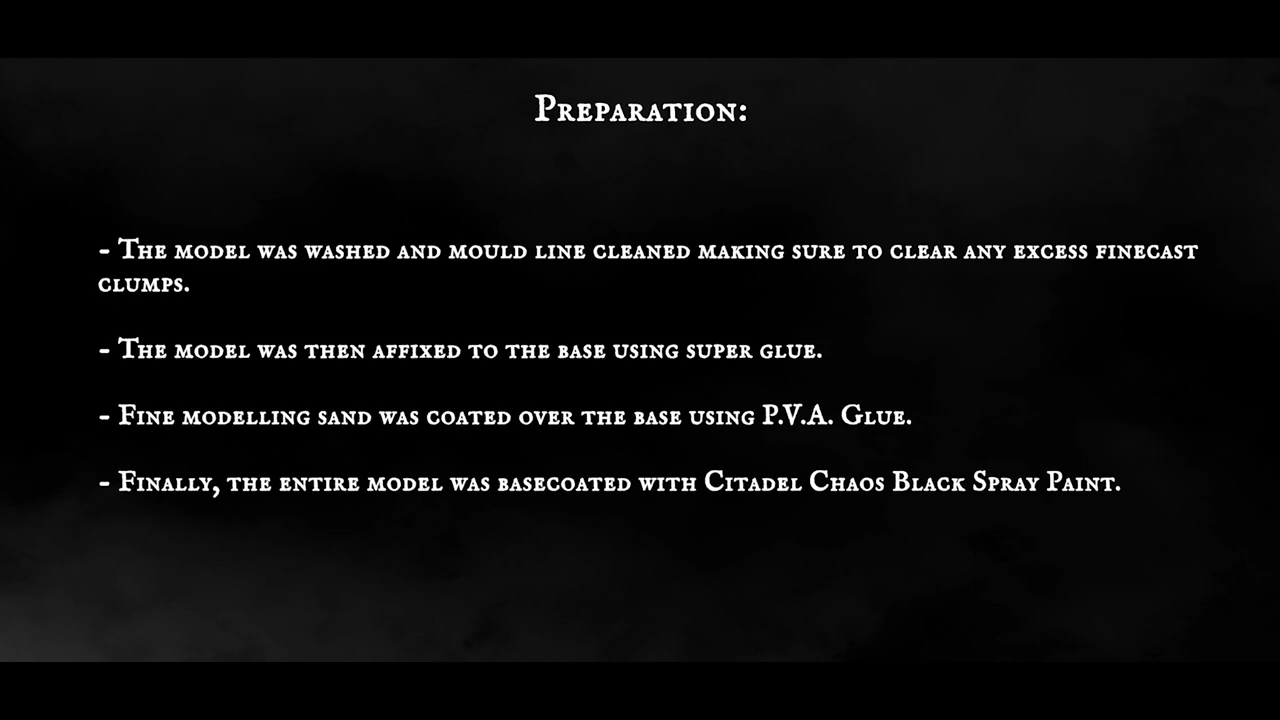 Preparation:
- The model was washed and mould line cleaned making sure to clear any excess finecast
clumps.
- The model was then affixed to the base using super glue.
- Fine modelling sand was coated over the base using P.V.A. Glue.
- Finally, the entire model was basecoated with Citadel Chaos Black Spray Paint.